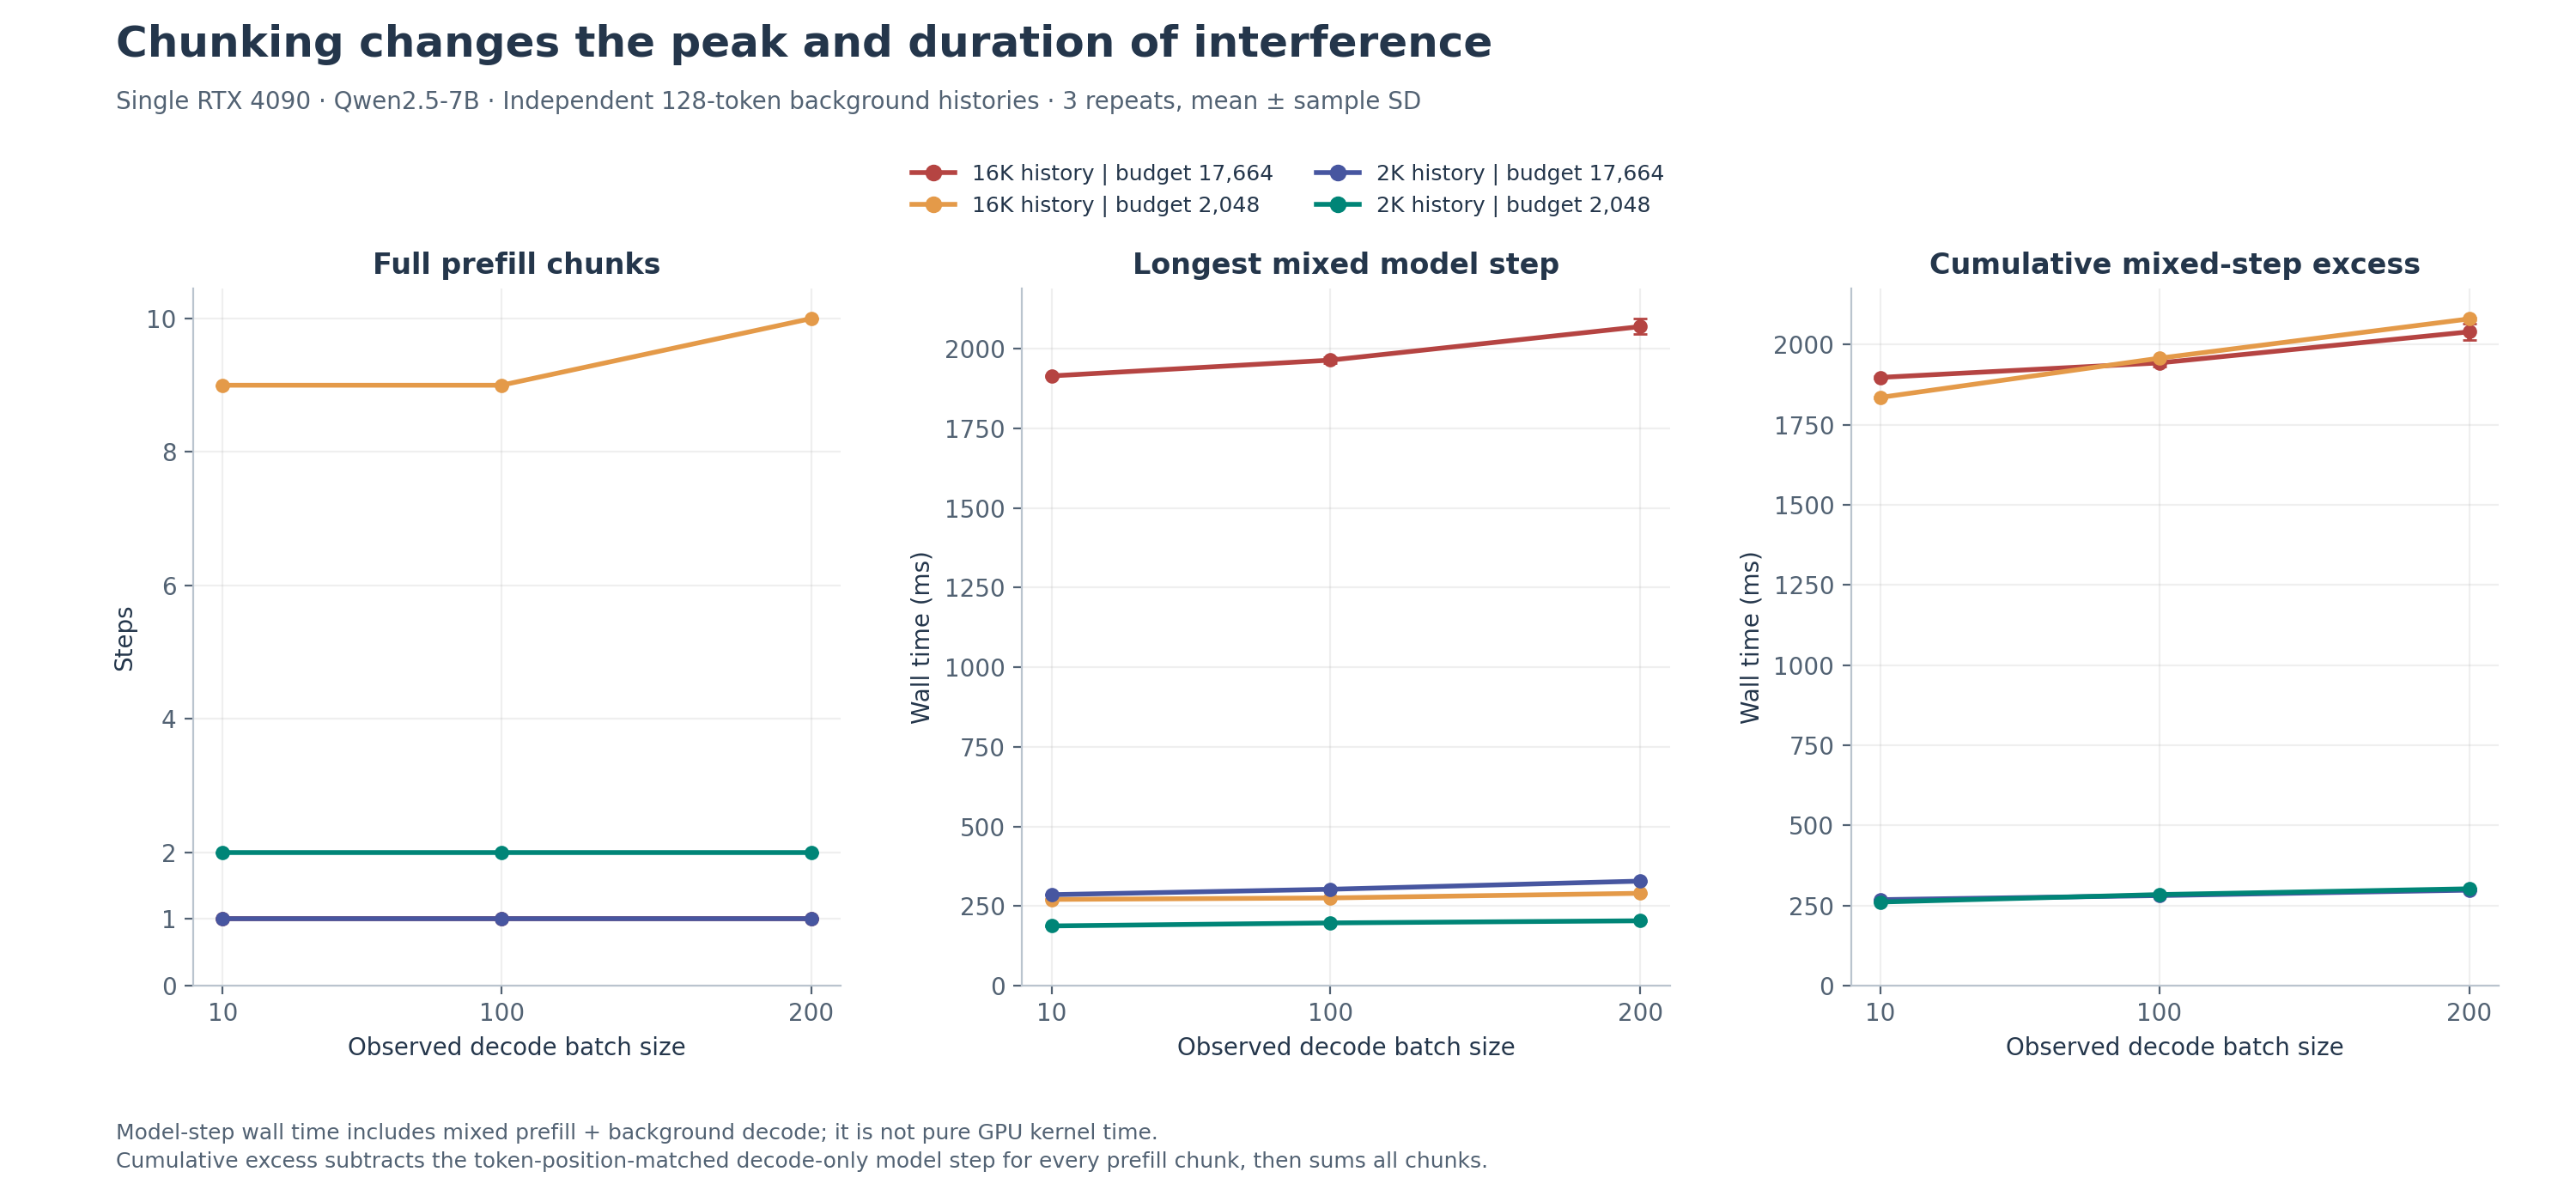 Chunking changes the peak and duration of interference
Single RTX 4090 · Qwen2.5-7B · Independent 128-token background histories · 3 repeats, mean ± sample SD
16K history | budget 17,664
2K history | budget 17,664
16K history | budget 2,048
2K history | budget 2,048
Full prefill chunks
Steps
10
8
6
4
2
1
0
10
100
200
Observed decode batch size
Longest mixed model step
Wall time (ms)
2000
1750
1500
1250
1000
750
500
250
0
10
100
200
Observed decode batch size
Cumulative mixed-step excess
Wall time (ms)
2000
1750
1500
1250
1000
750
500
250
0
10
100
200
Observed decode batch size
Model-step wall time includes mixed prefill + background decode; it is not pure GPU kernel time.
Cumulative excess subtracts the token-position-matched decode-only model step for every prefill chunk, then sums all chunks.